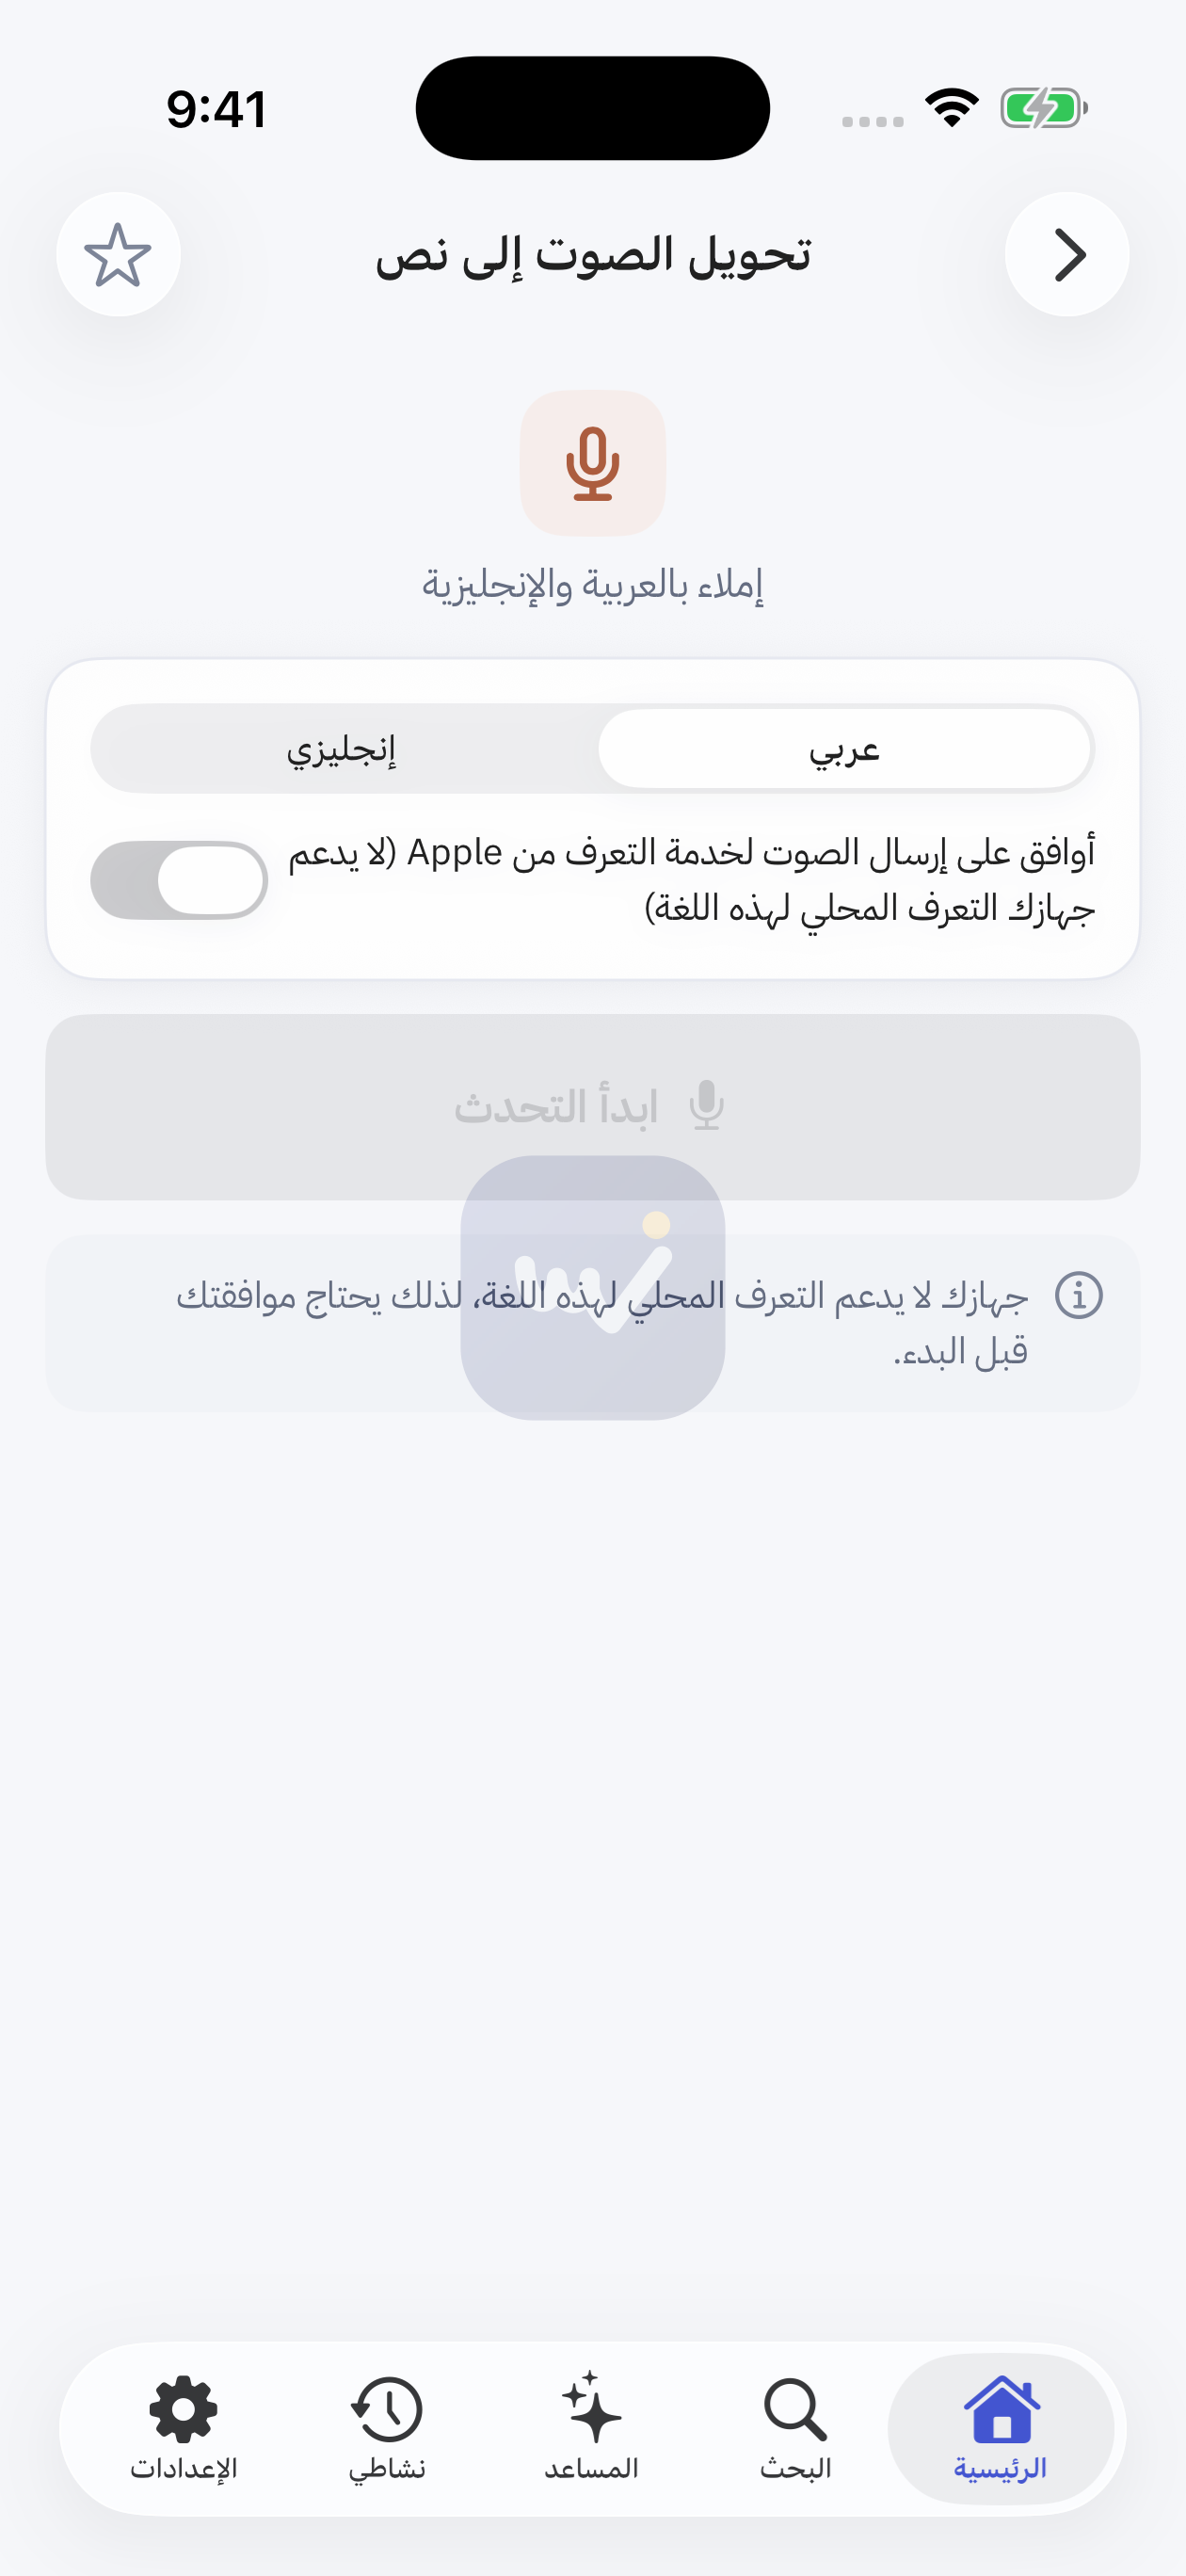 9:41
تحويل الصوت إلى نص
إملاء بالعربية والإنجليزية
عربي
إنجليزي
أوافق على إرسال الصوت لخدمة التعرف من Apple (لا يدعم
جهازك التعرف المحلي لهذه اللغة)
ابدأ التحدث
جهازك لا يدعم التعرف المحلي لهذه اللغة، لذلك يحتاج موافقتك
قبل البدء.
الرئيسية
البحث
المساعد
نشاطي
الإعدادات